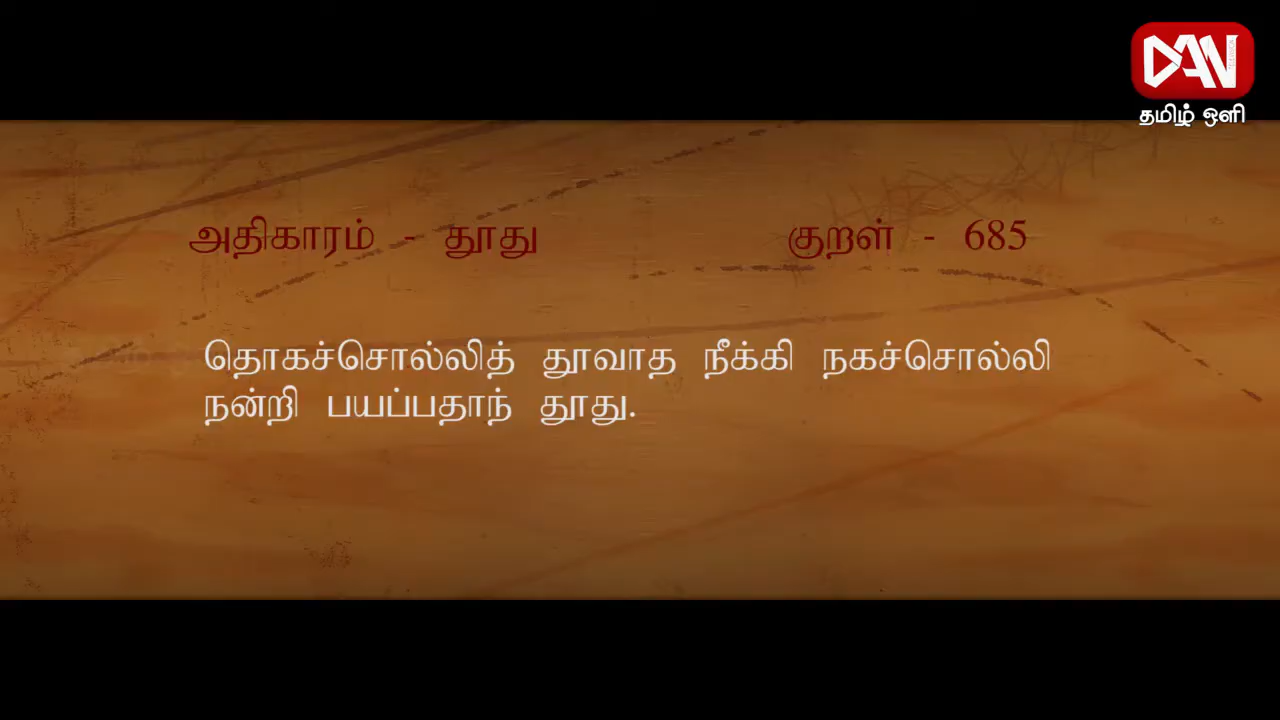 DAN
தமிழ் ஒளி
அதிகாரம் - தூது குறள் - 685
தொகச்சொல்லித் தூவாத நீக்கி நகச்சொல்லி
நன்றி பயப்பதாந் தூது.